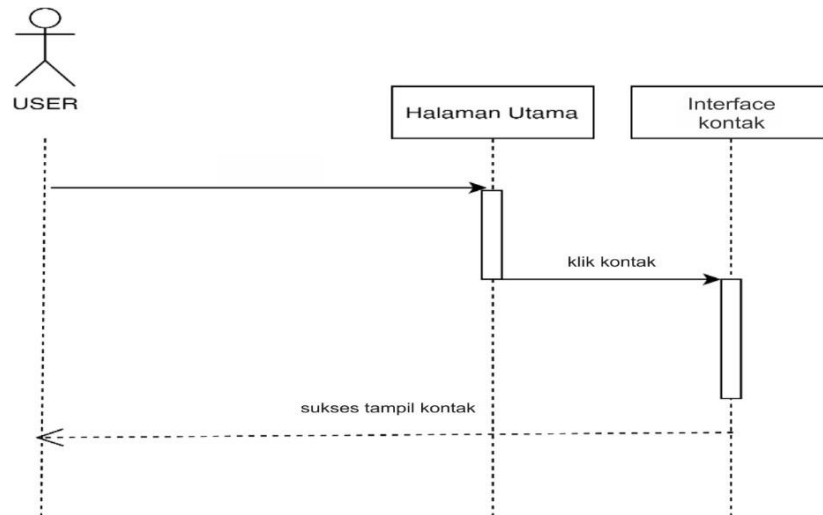 USER
Halaman Utama
Interface
kontak
klik kontak
sukses tampil kontak